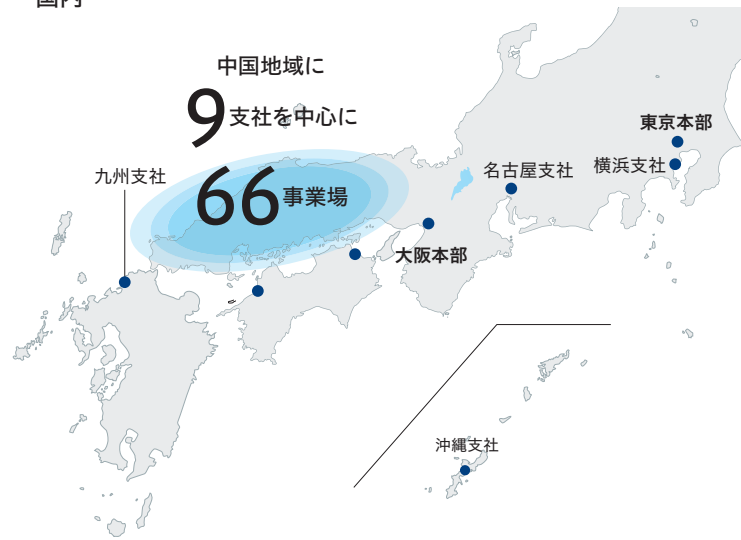 国内
中国地域に
9支社を中心に
66事業場
東京本部
横浜支社
名古屋支社
九州支社
大阪本部
沖縄支社